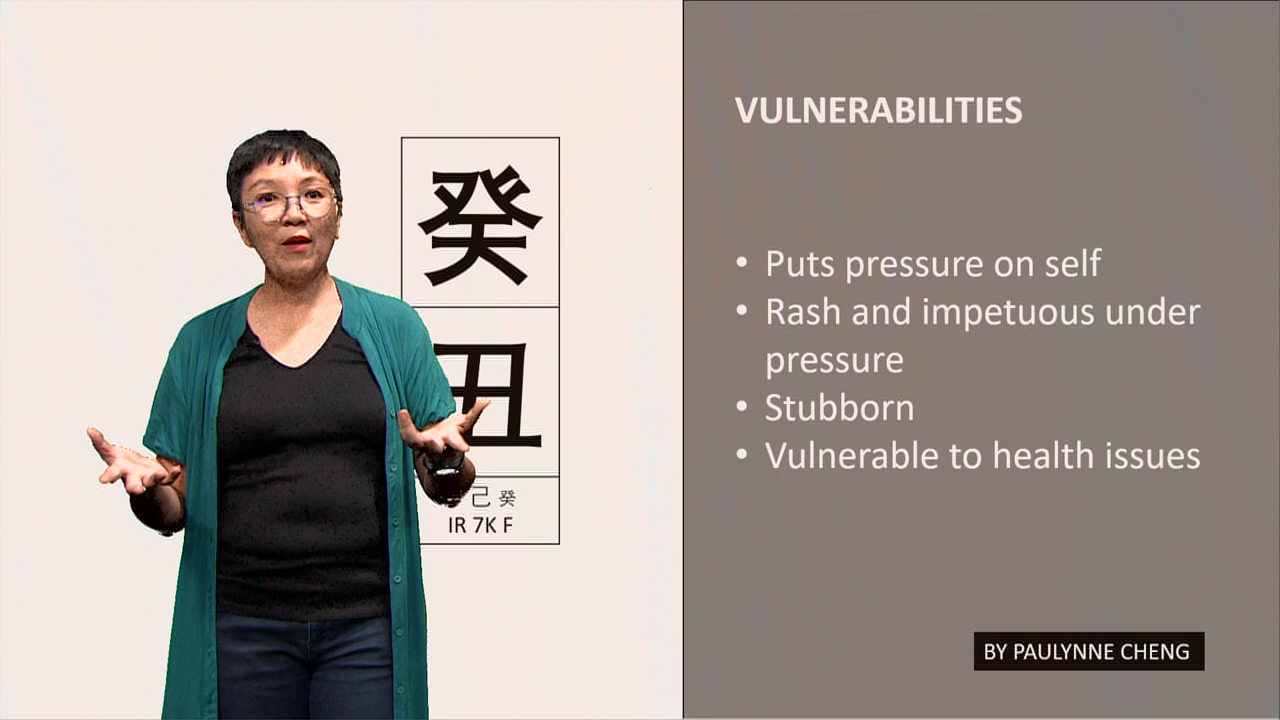 癸
丑
己 癸
IR 7K F
VULNERABILITIES
• Puts pressure on self
• Rash and impetuous under
pressure
• Stubborn
• Vulnerable to health issues
BY PAULYNNE CHENG